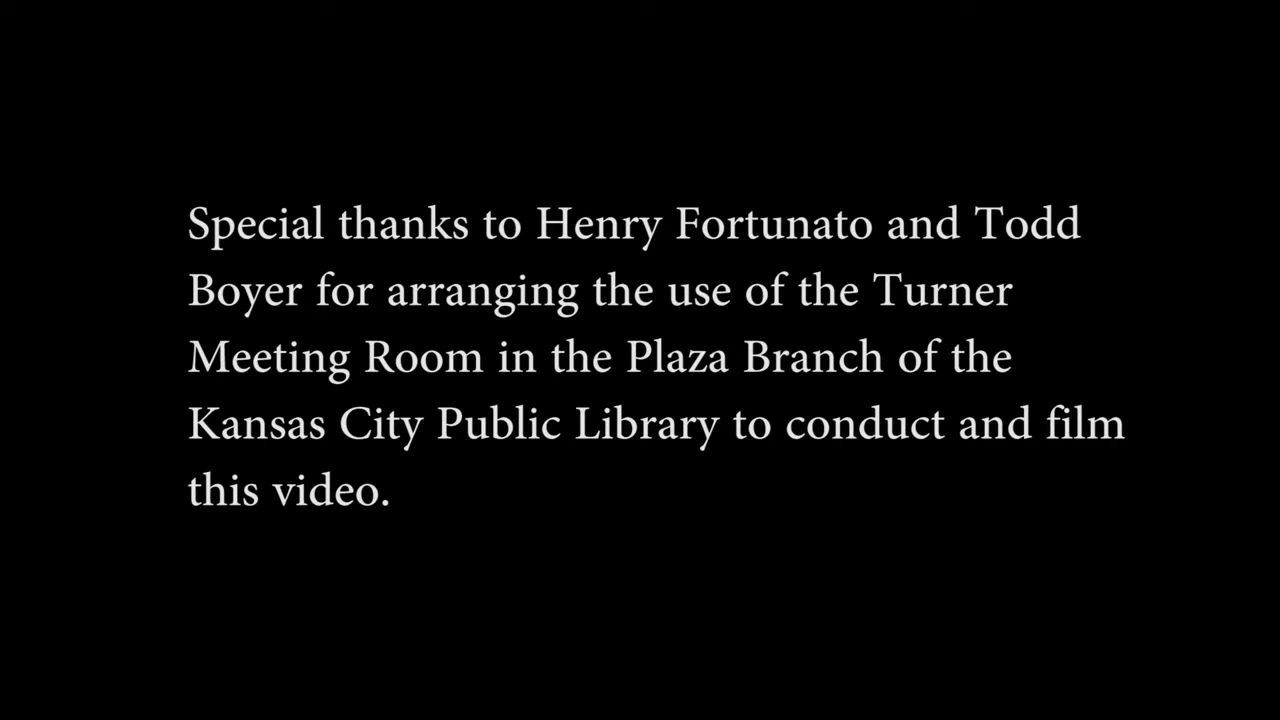 Special thanks to Henry Fortunato and Todd
Boyer for arranging the use of the Turner
Meeting Room in the Plaza Branch of the
Kansas City Public Library to conduct and film
this video.